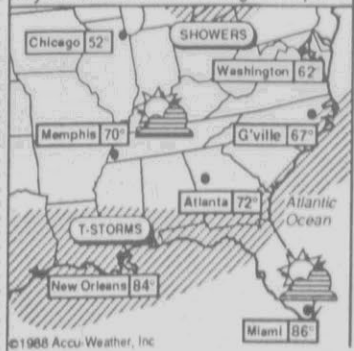 Chicago 52°
SHOWERS
Washington 62°
Memphis 70°
G'ville 67°
Atlanta 72°
Atlantic
Ocean
T-STORMS
New Orleans 84°
Miami 86°
©1988 Accu-Weather, Inc